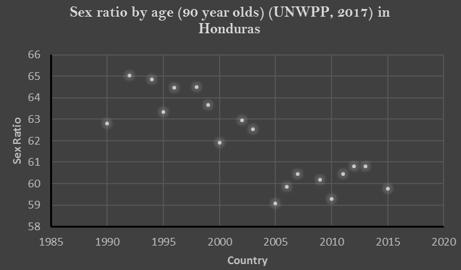 Sex ratio by age (90 year olds) (UNWPP, 2017) in
Honduras
66
65
64
63
62
61
60
59
58
Sex Ratio
1985 1990 1995 2000 2005 2010 2015 2020
Country